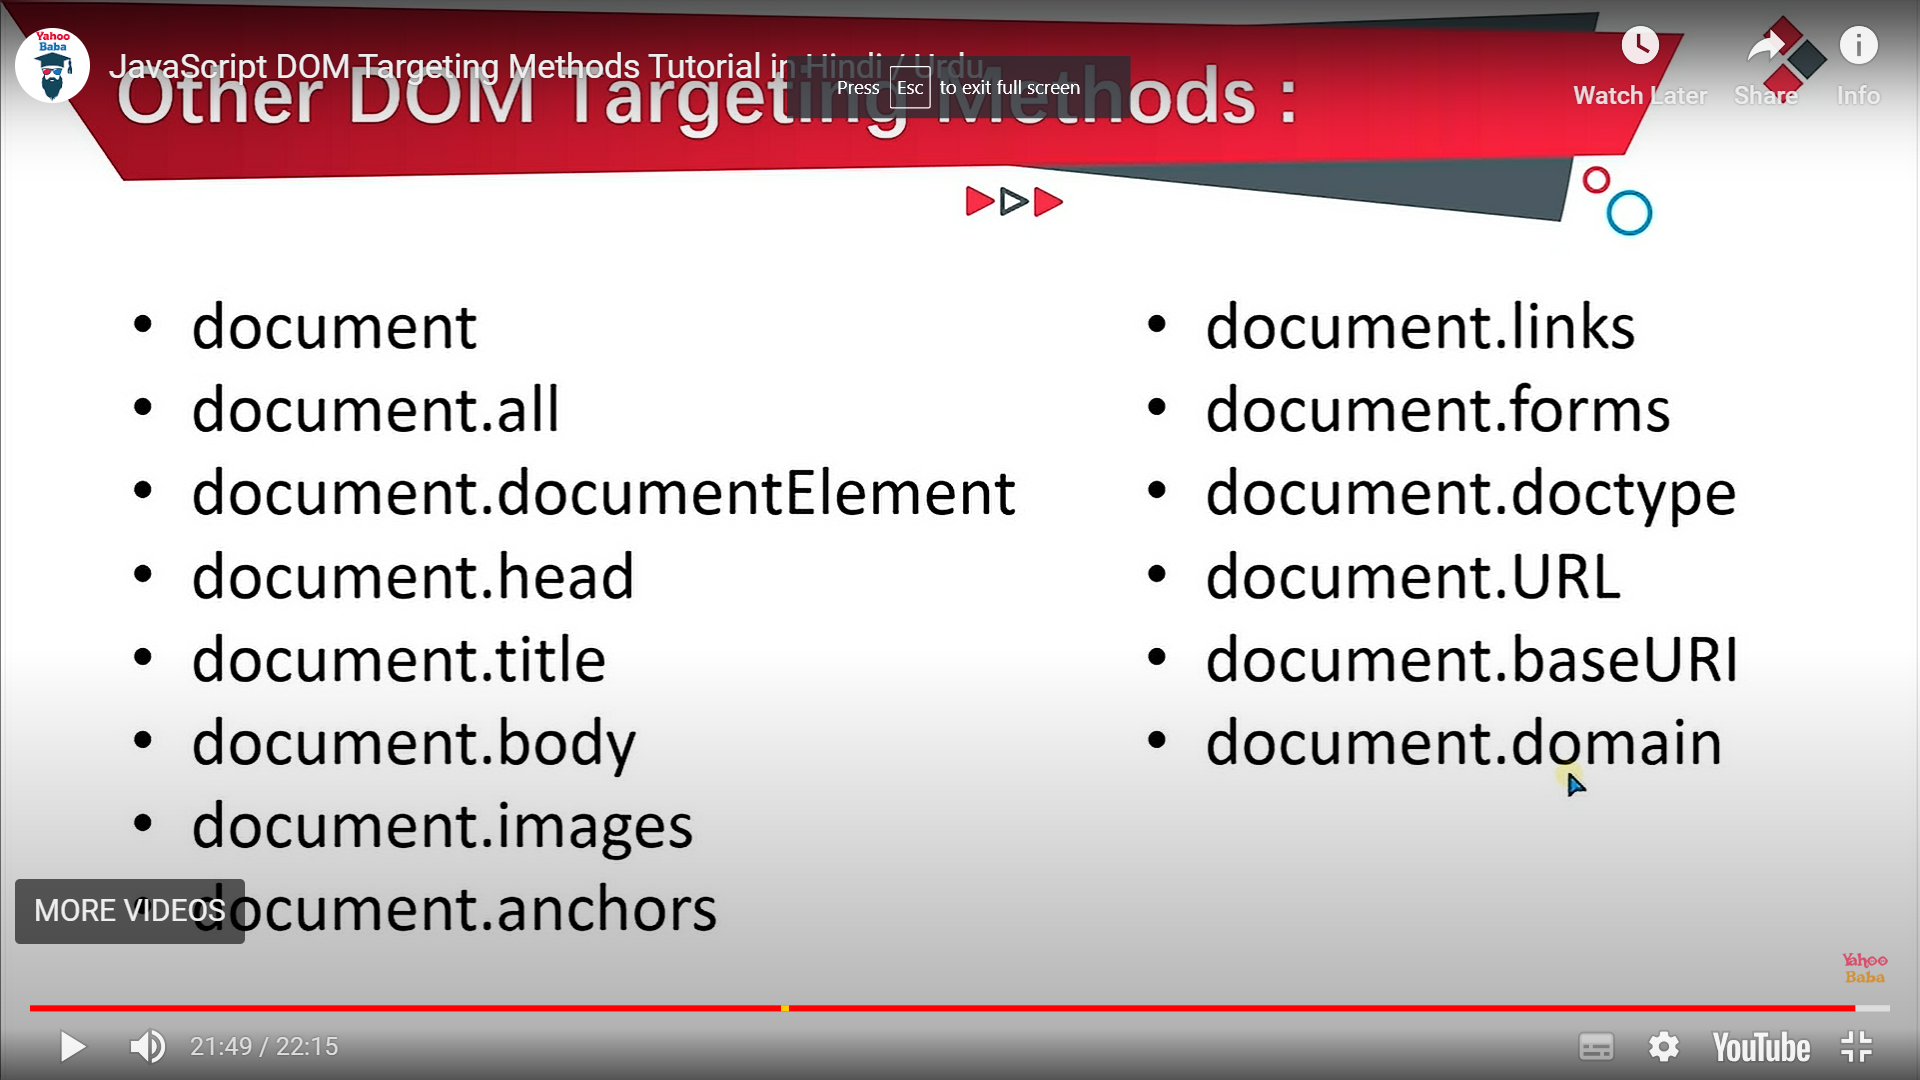 Yahoo
Baba
JavaScript DOM Targeting Methods Tutorial in Hindi / Urdu
Other DOM Targeting Methods :
Press Esc to exit full screen
Watch Later
Share
Info
• document
• document.all
• document.documentElement
• document.head
• document.title
• document.body
• document.images
• document.anchors
• document.links
• document.forms
• document.doctype
• document.URL
• document.baseURI
• document.domain
MORE VIDEOS
Yahoo
Baba
21:49 / 22:15
YouTube